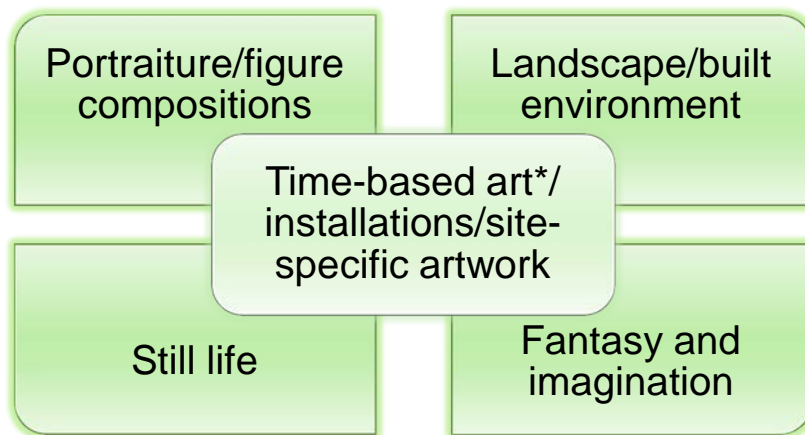 Portraiture/figure
compositions
Landscape/built
environment
Time-based art*/
installations/site-
specific artwork
Still life
Fantasy and
imagination